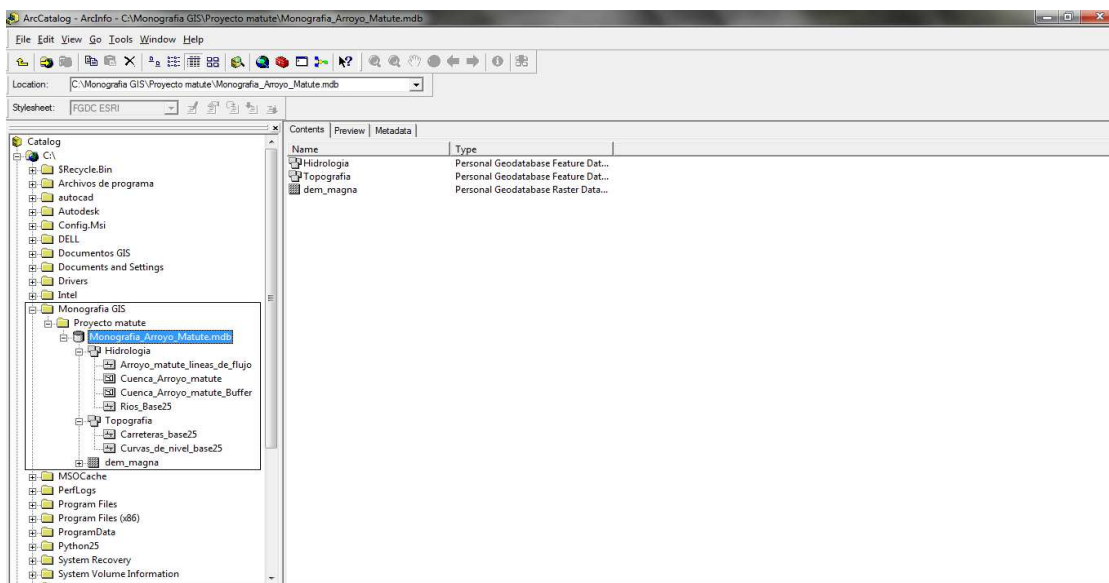 ArcCatalog - ArcInfo - C:\Monografia GIS\Proyecto matute\Monografia_Arroyo_Matute.mdb
File Edit View Go Tools Window Help
Location: C:\Monografia GIS\Proyecto matute\Monografia_Arroyo_Matute.mdb
Stylesheet: FGDC ESRI
Catalog
C:\
$Recycle.Bin
Archivos de programa
autocad
Autodesk
Config.Msi
DELL
Documentos GIS
Documents and Settings
Drivers
Intel
Monografia GIS
Proyecto matute
Monografia_Arroyo_Matute.mdb
Hidrologia
Arroyo_matute_lineas_de_flujo
Cuenca_Arroyo_matute
Cuenca_Arroyo_matute_Buffer
Rios_Base25
Topografia
Carreteras_base25
Curvas_de_nivel_base25
dem_magna
MSOCache
PerfLogs
Program Files
Program Files (x86)
ProgramData
Python25
System Recovery
System Volume Information
Contents Preview Metadata
Name Type
Hidrologia Personal Geodatabase Feature Dat...
Topografia Personal Geodatabase Feature Dat...
dem_magna Personal Geodatabase Raster Data...